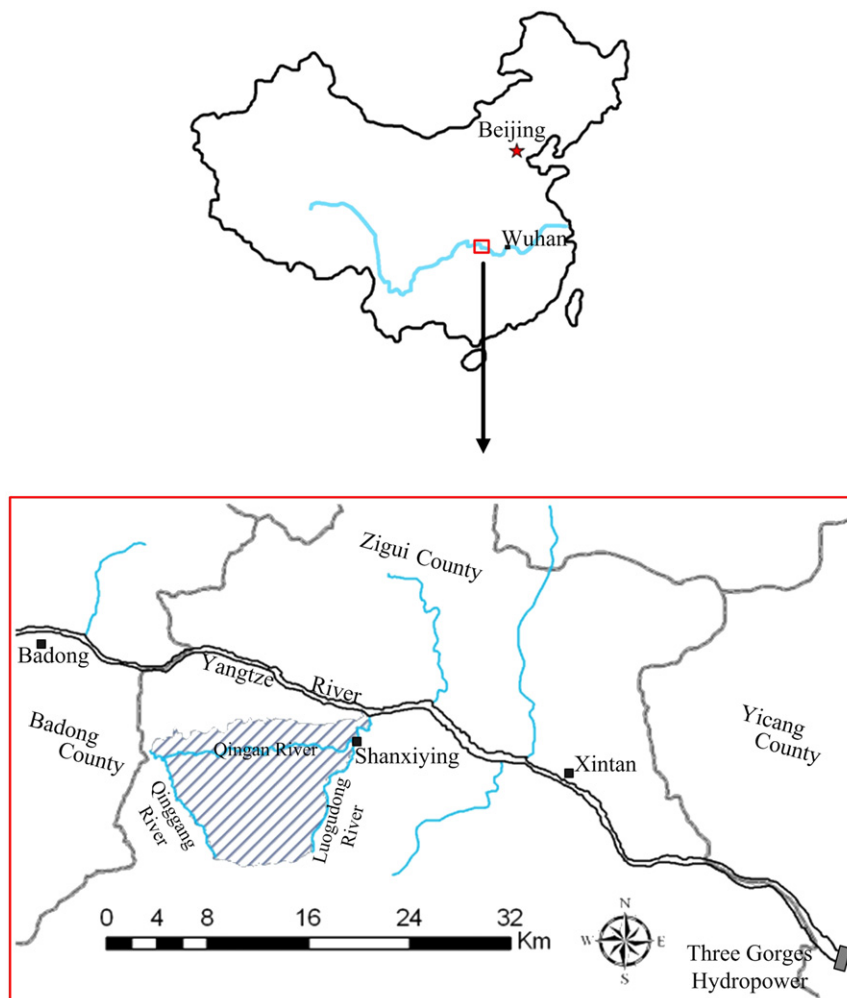 Beijing
Wuhan
Zigui County
Badong
Yangtze
River
Badong
County
Yicang
County
Qingan River
Shanxiying
Xintan
Qinggang
River
Luogudong
River
0 4 8 16 24 32
Km
N
W E
S
Three Gorges
Hydropower